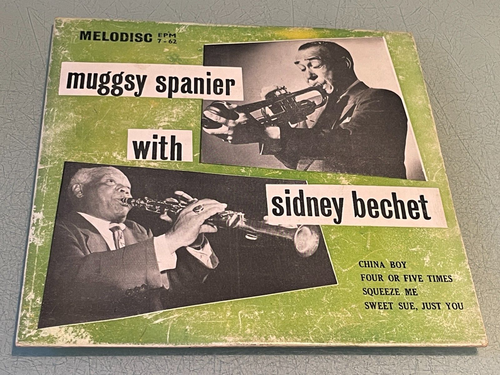 MELODISC EPM
7-62
muggsy spanier
with
sidney bechet
CHINA BOY
FOUR OR FIVE TIMES
SQUEEZE ME
SWEET SUE, JUST YOU